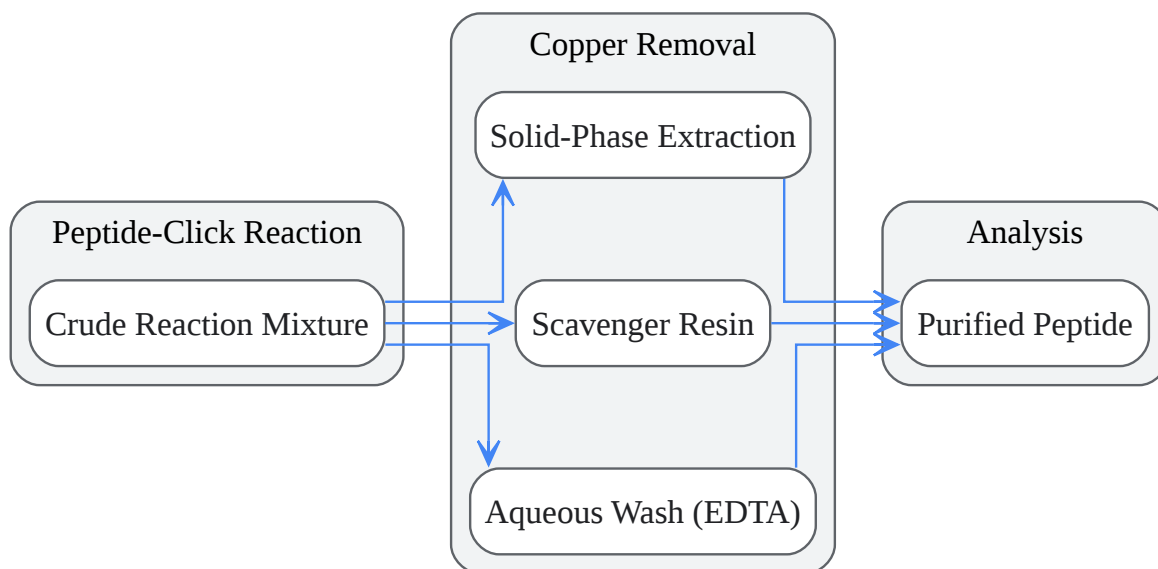 Peptide-Click Reaction
Crude Reaction Mixture
Copper Removal
Solid-Phase Extraction
Scavenger Resin
Aqueous Wash (EDTA)
Analysis
Purified Peptide